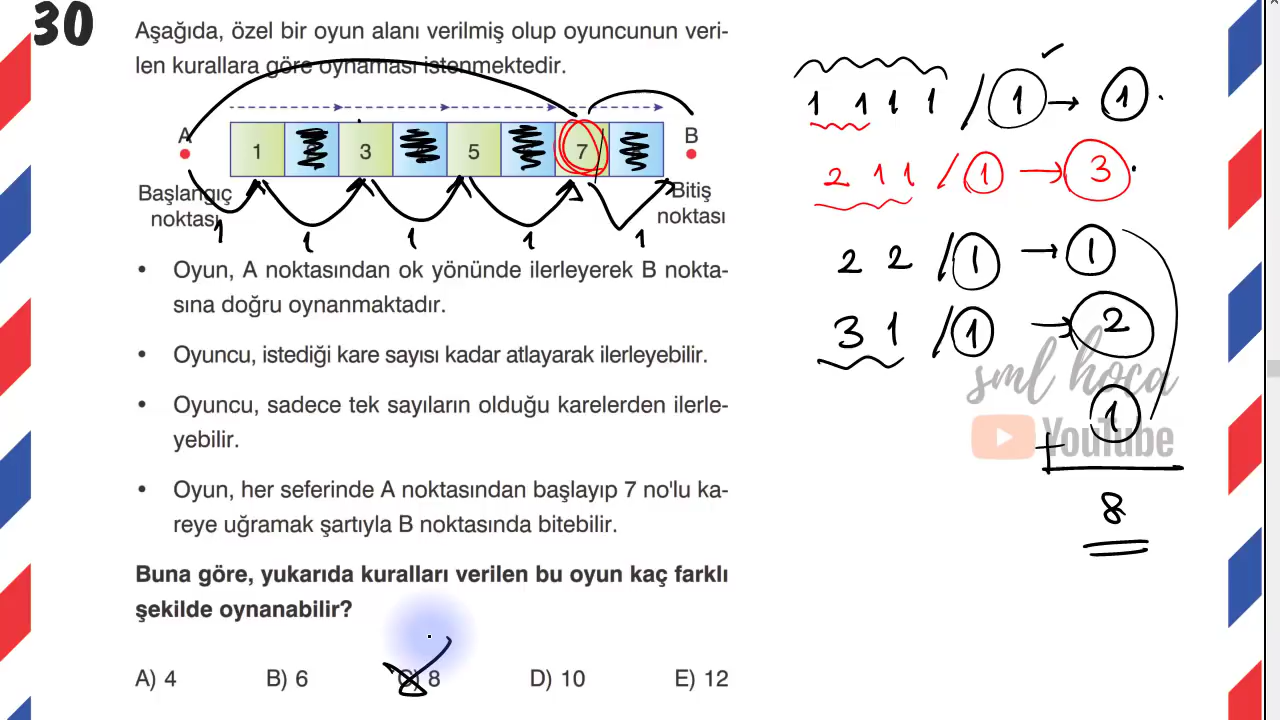 30
Aşağıda, özel bir oyun alanı verilmiş olup oyuncunun veri-
len kurallara göre oynaması istenmektedir.
A 1 3 5 7 B
Başlangıç noktası
Bitiş noktası
1 1 1 1 1
• Oyun, A noktasından ok yönünde ilerleyerek B nokta-
sına doğru oynanmaktadır.
• Oyuncu, istediği kare sayısı kadar atlayarak ilerleyebilir.
• Oyuncu, sadece tek sayıların olduğu karelerden ilerle-
yebilir.
• Oyun, her seferinde A noktasından başlayıp 7 no'lu ka-
reye uğramak şartıyla B noktasında bitebilir.
Buna göre, yukarıda kuralları verilen bu oyun kaç farklı
şekilde oynanabilir?
A) 4 B) 6 C) 8 D) 10 E) 12
1 1 1 1 / 1 → 1
2 1 1 / 1 → 3
2 2 / 1 → 1
3 1 / 1 → 2
1
+
8
sml hoca
YouTube